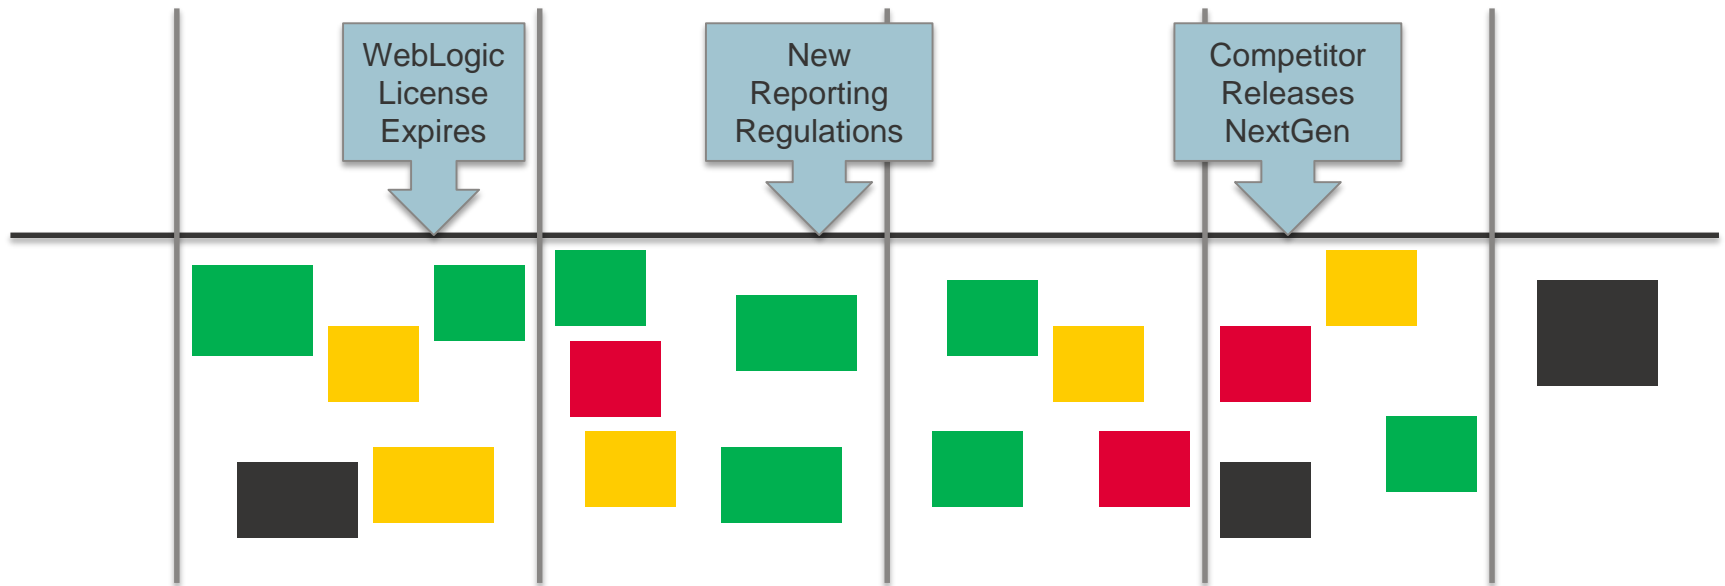 WebLogic
License
Expires
New
Reporting
Regulations
Competitor
Releases
NextGen